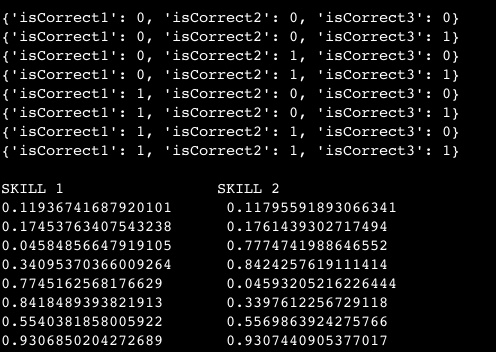 {'isCorrect1': 0, 'isCorrect2': 0, 'isCorrect3': 0}
{'isCorrect1': 0, 'isCorrect2': 0, 'isCorrect3': 1}
{'isCorrect1': 0, 'isCorrect2': 1, 'isCorrect3': 0}
{'isCorrect1': 0, 'isCorrect2': 1, 'isCorrect3': 1}
{'isCorrect1': 1, 'isCorrect2': 0, 'isCorrect3': 0}
{'isCorrect1': 1, 'isCorrect2': 0, 'isCorrect3': 1}
{'isCorrect1': 1, 'isCorrect2': 1, 'isCorrect3': 0}
{'isCorrect1': 1, 'isCorrect2': 1, 'isCorrect3': 1}
SKILL 1 SKILL 2
0.11936741687920101 0.11795591893066341
0.17453763407543238 0.1761439302717494
0.04584856647919105 0.7774741988646552
0.34095370366009264 0.8424257619111414
0.7745162568176629 0.04593205216226444
0.8418489393821913 0.3397612256729118
0.5540381858005922 0.5569863924275766
0.9306850204272689 0.9307440905377017